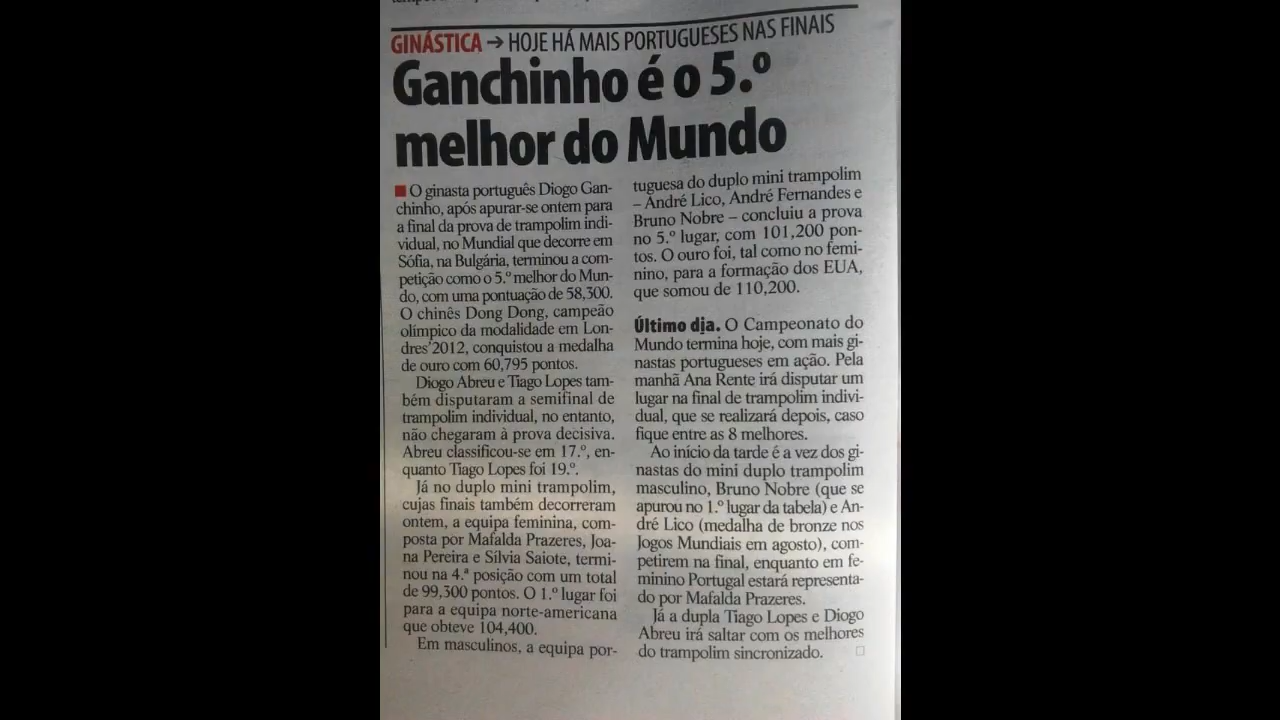 GINÁSTICA → HOJE HÁ MAIS PORTUGUESES NAS FINAIS
Ganchinho é o 5.º
melhor do Mundo
■ O ginasta português Diogo Gan-
chinho, após apurar-se ontem para
a final da prova de trampolim indi-
vidual, no Mundial que decorre em
Sófia, na Bulgária, terminou a com-
petição como o 5.º melhor do Mun-
do, com uma pontuação de 58,300.
O chinês Dong Dong, campeão
olímpico da modalidade em Lon-
dres'2012, conquistou a medalha
de ouro com 60,795 pontos.
Diogo Abreu e Tiago Lopes tam-
bém disputaram a semifinal de
trampolim individual, no entanto,
não chegaram à prova decisiva.
Abreu classificou-se em 17.º, en-
quanto Tiago Lopes foi 19.º.
Já no duplo mini trampolim,
cujas finais também decorreram
ontem, a equipa feminina, com-
posta por Mafalda Prazeres, Joa-
na Pereira e Sílvia Saiote, termi-
nou na 4.ª posição com um total
de 99,300 pontos. O 1.º lugar foi
para a equipa norte-americana
que obteve 104,400.
Em masculinos, a equipa por-
tuguesa do duplo mini trampolim
– André Lico, André Fernandes e
Bruno Nobre – concluiu a prova
no 5.º lugar, com 101,200 pon-
tos. O ouro foi, tal como no femi-
nino, para a formação dos EUA,
que somou de 110,200.
Último dia. O Campeonato do
Mundo termina hoje, com mais gi-
nastas portugueses em ação. Pela
manhã Ana Rente irá disputar um
lugar na final de trampolim indivi-
dual, que se realizará depois, caso
fique entre as 8 melhores.
Ao início da tarde é a vez dos gi-
nastas do mini duplo trampolim
masculino, Bruno Nobre (que se
apurou no 1.º lugar da tabela) e An-
dré Lico (medalha de bronze nos
Jogos Mundiais em agosto), com-
petirem na final, enquanto em fe-
minino Portugal estará representa-
do por Mafalda Prazeres.
Já a dupla Tiago Lopes e Diogo
Abreu irá saltar com os melhores
do trampolim sincronizado. □